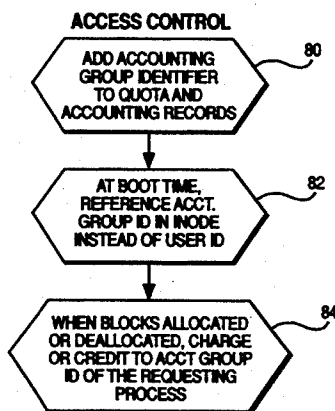 ACCESS CONTROL
80
ADD ACCOUNTING
GROUP IDENTIFIER
TO QUOTA AND
ACCOUNTING RECORDS
82
AT BOOT TIME,
REFERENCE ACCT.
GROUP ID IN INODE
INSTEAD OF USER ID
84
WHEN BLOCKS ALLOCATED
OR DEALLOCATED, CHARGE
OR CREDIT TO ACCT GROUP
ID OF THE REQUESTING
PROCESS